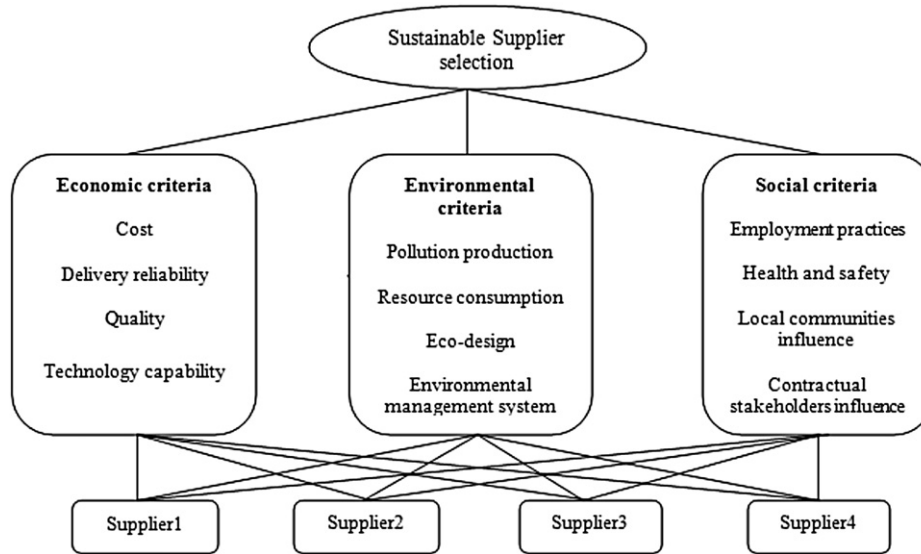 Sustainable Supplier
selection
Economic criteria
Cost
Delivery reliability
Quality
Technology capability
Environmental
criteria
Pollution production
Resource consumption
Eco-design
Environmental
management system
Social criteria
Employment practices
Health and safety
Local communities
influence
Contractual
stakeholders influence
Supplier1
Supplier2
Supplier3
Supplier4